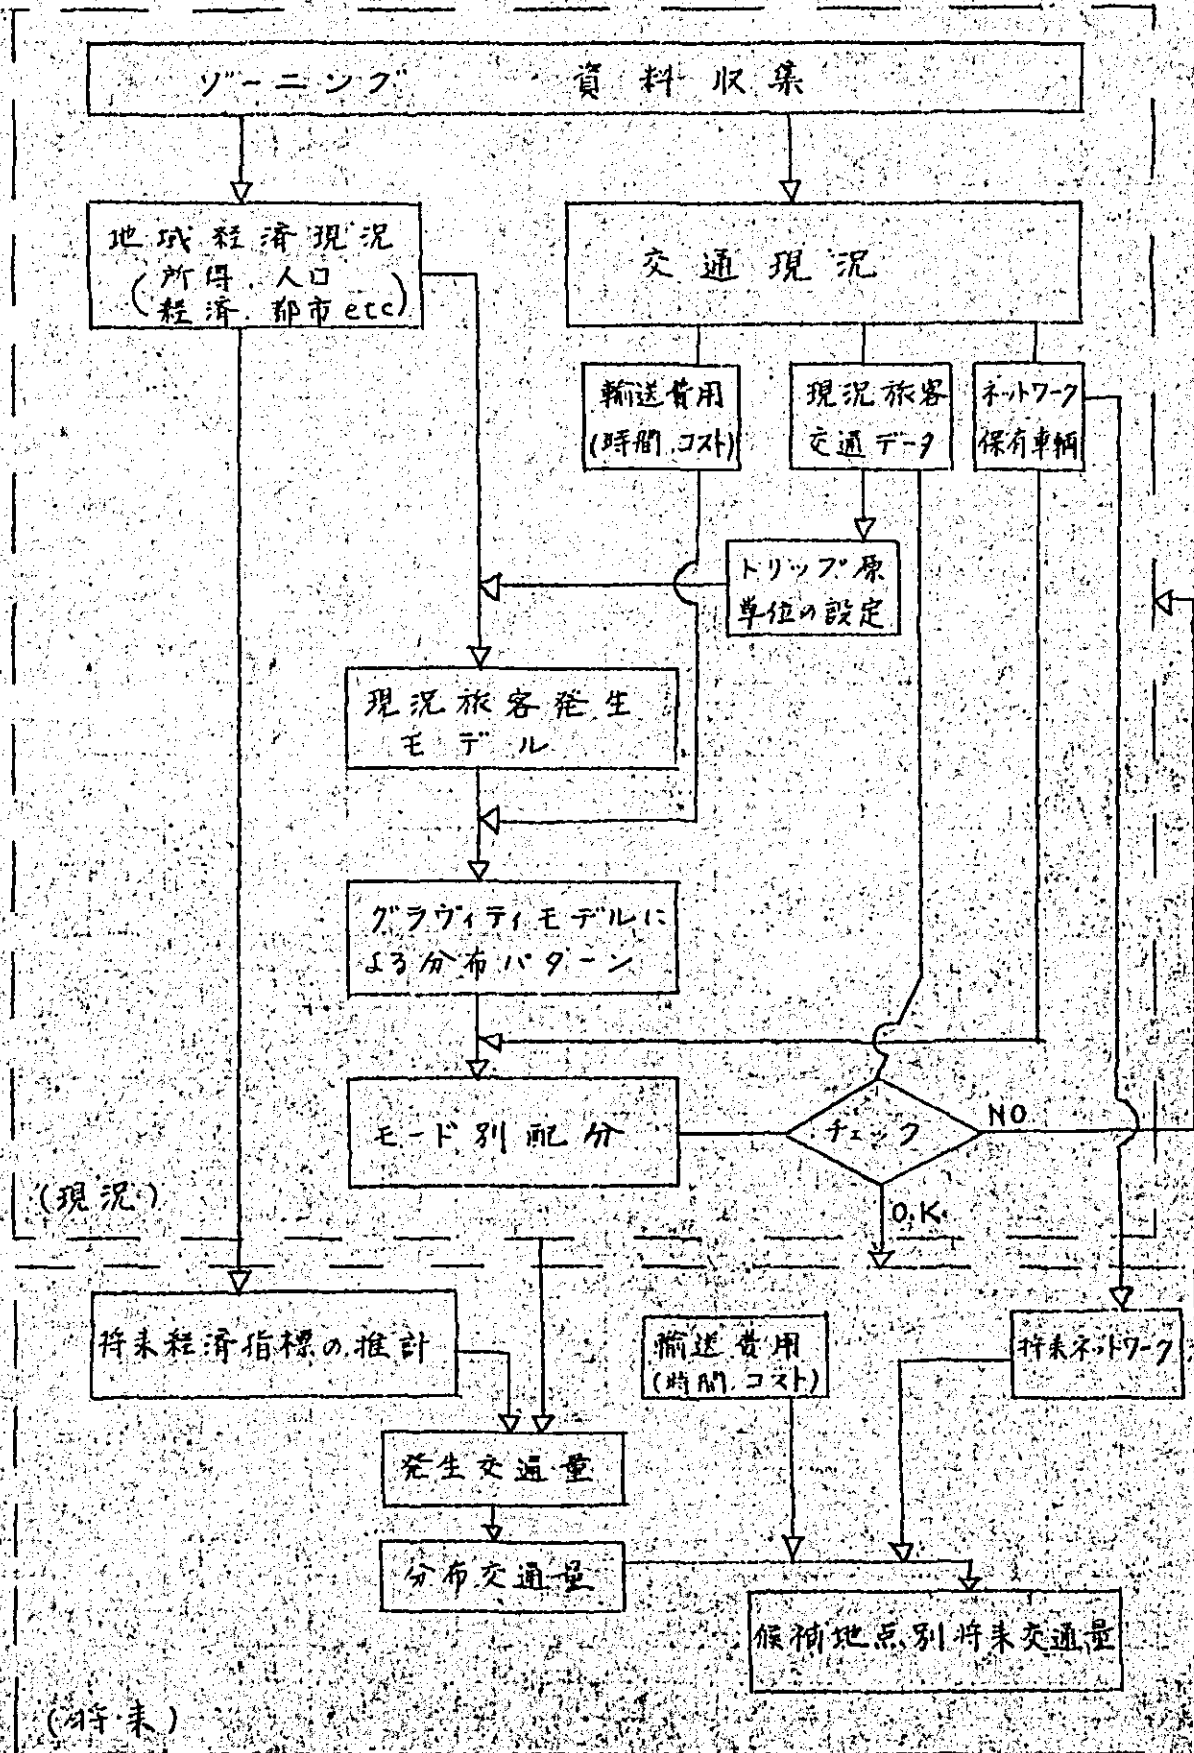 ゾーニング 資料収集
地域経済現況
(所得、人口
経済、都市etc)
交通現況
輸送費用
(時間、コスト)
現況旅客
交通データ
ネットワーク
保有車輌
トリップ原
単位の設定
現況旅客発生
モデル
グラヴィティモデルに
よる分布パターン
モード別配分
チェック
NO
O.K.
(現況)
将来経済指標の推計
輸送費用
(時間、コスト)
将来ネットワーク
発生交通量
分布交通量
候補地点別将来交通量
(将来)